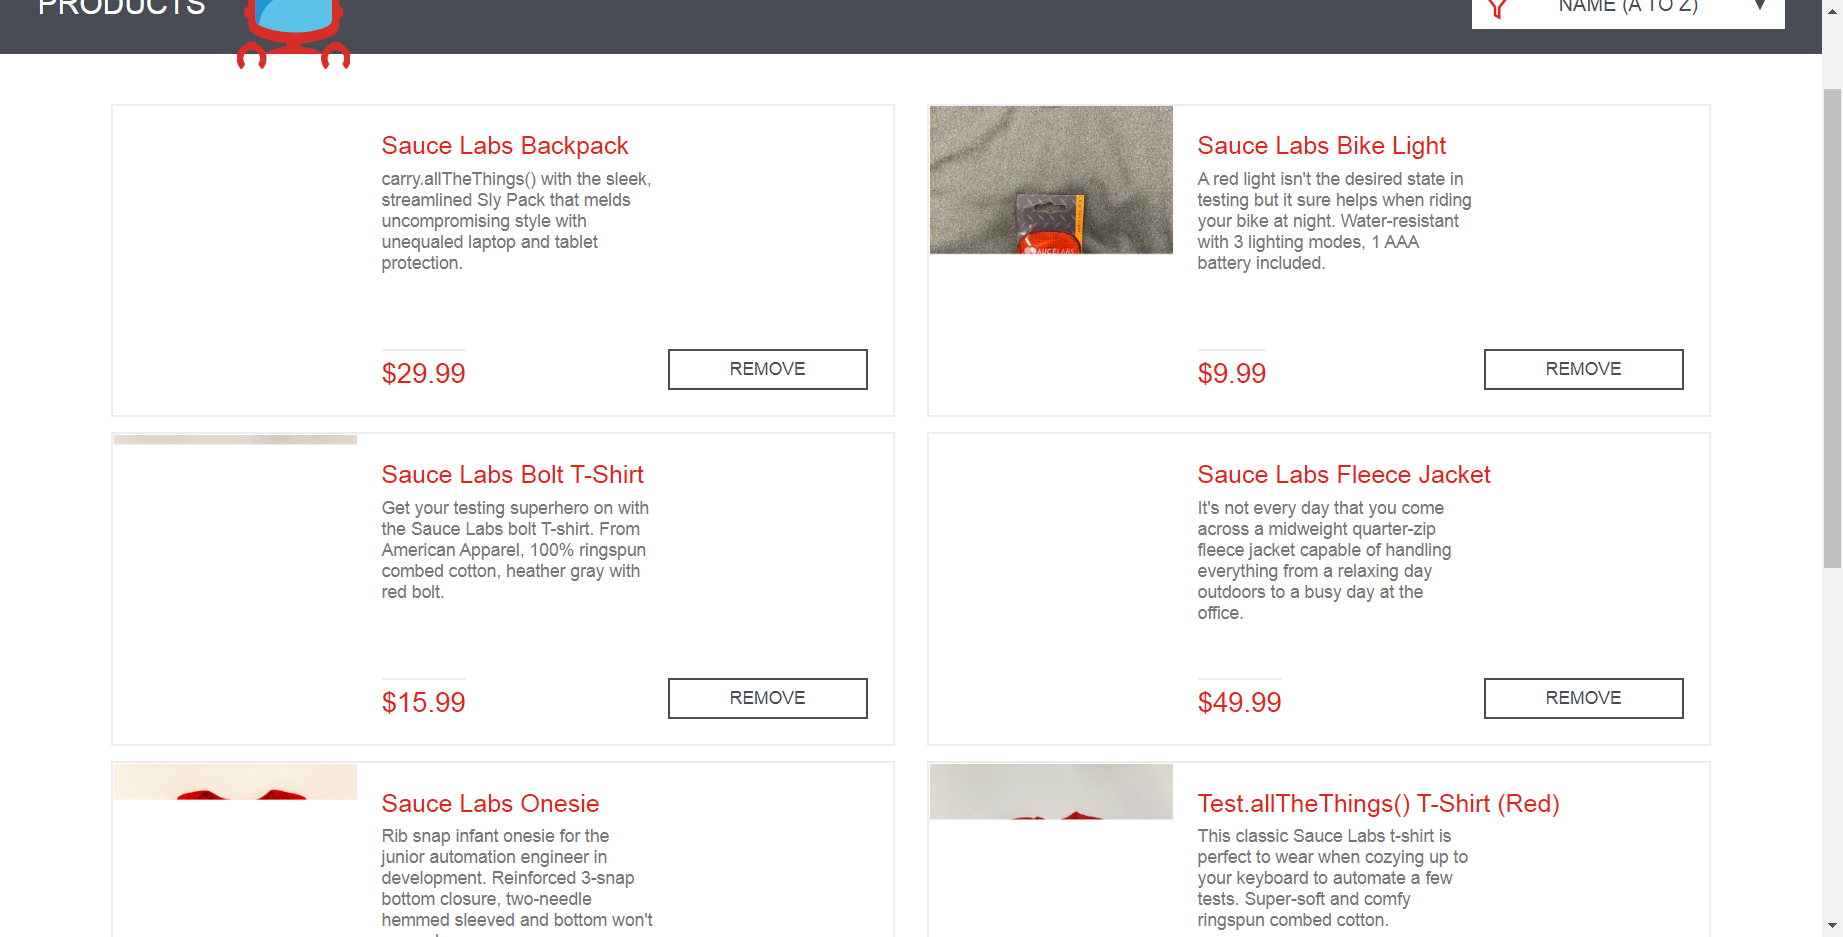 PRODUCTS
NAME (A TO Z)
Sauce Labs Backpack
carry.allTheThings() with the sleek,
streamlined Sly Pack that melds
uncompromising style with
unequaled laptop and tablet
protection.
$29.99
REMOVE
Sauce Labs Bike Light
A red light isn't the desired state in
testing but it sure helps when riding
your bike at night. Water-resistant
with 3 lighting modes, 1 AAA
battery included.
$9.99
REMOVE
Sauce Labs Bolt T-Shirt
Get your testing superhero on with
the Sauce Labs bolt T-shirt. From
American Apparel, 100% ringspun
combed cotton, heather gray with
red bolt.
$15.99
REMOVE
Sauce Labs Fleece Jacket
It's not every day that you come
across a midweight quarter-zip
fleece jacket capable of handling
everything from a relaxing day
outdoors to a busy day at the
office.
$49.99
REMOVE
Sauce Labs Onesie
Rib snap infant onesie for the
junior automation engineer in
development. Reinforced 3-snap
bottom closure, two-needle
hemmed sleeved and bottom won't
Test.allTheThings() T-Shirt (Red)
This classic Sauce Labs t-shirt is
perfect to wear when cozying up to
your keyboard to automate a few
tests. Super-soft and comfy
ringspun combed cotton.